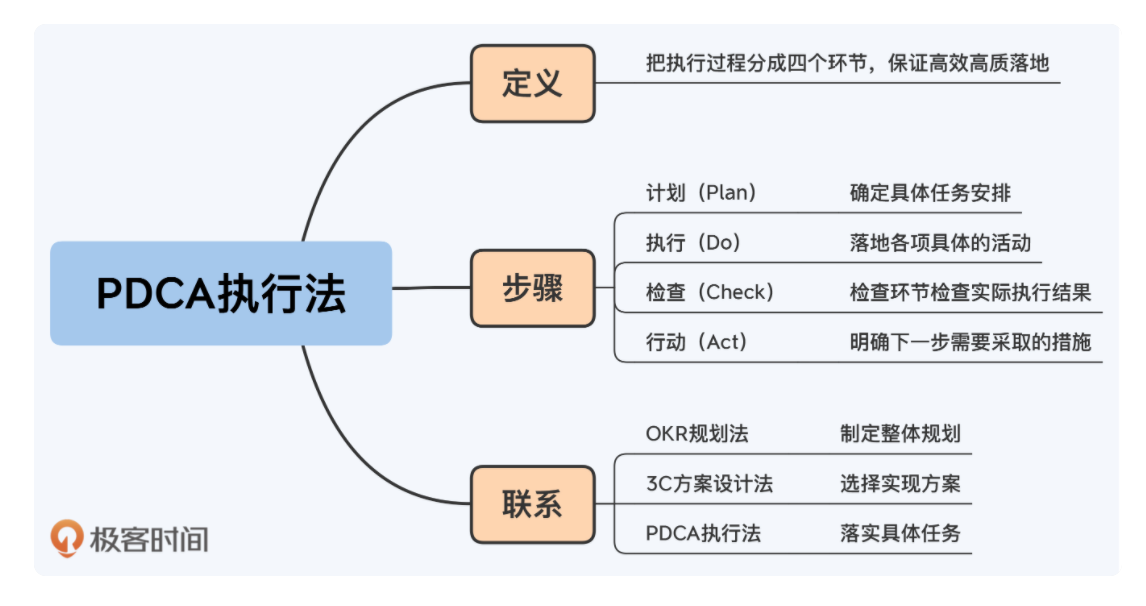 定义
把执行过程分成四个环节，保证高效高质落地
PDCA执行法
步骤
计划（Plan） 确定具体任务安排
执行（Do） 落地各项具体的活动
检查（Check） 检查环节检查实际执行结果
行动（Act） 明确下一步需要采取的措施
联系
OKR规划法 制定整体规划
3C方案设计法 选择实现方案
PDCA执行法 落实具体任务
极客时间